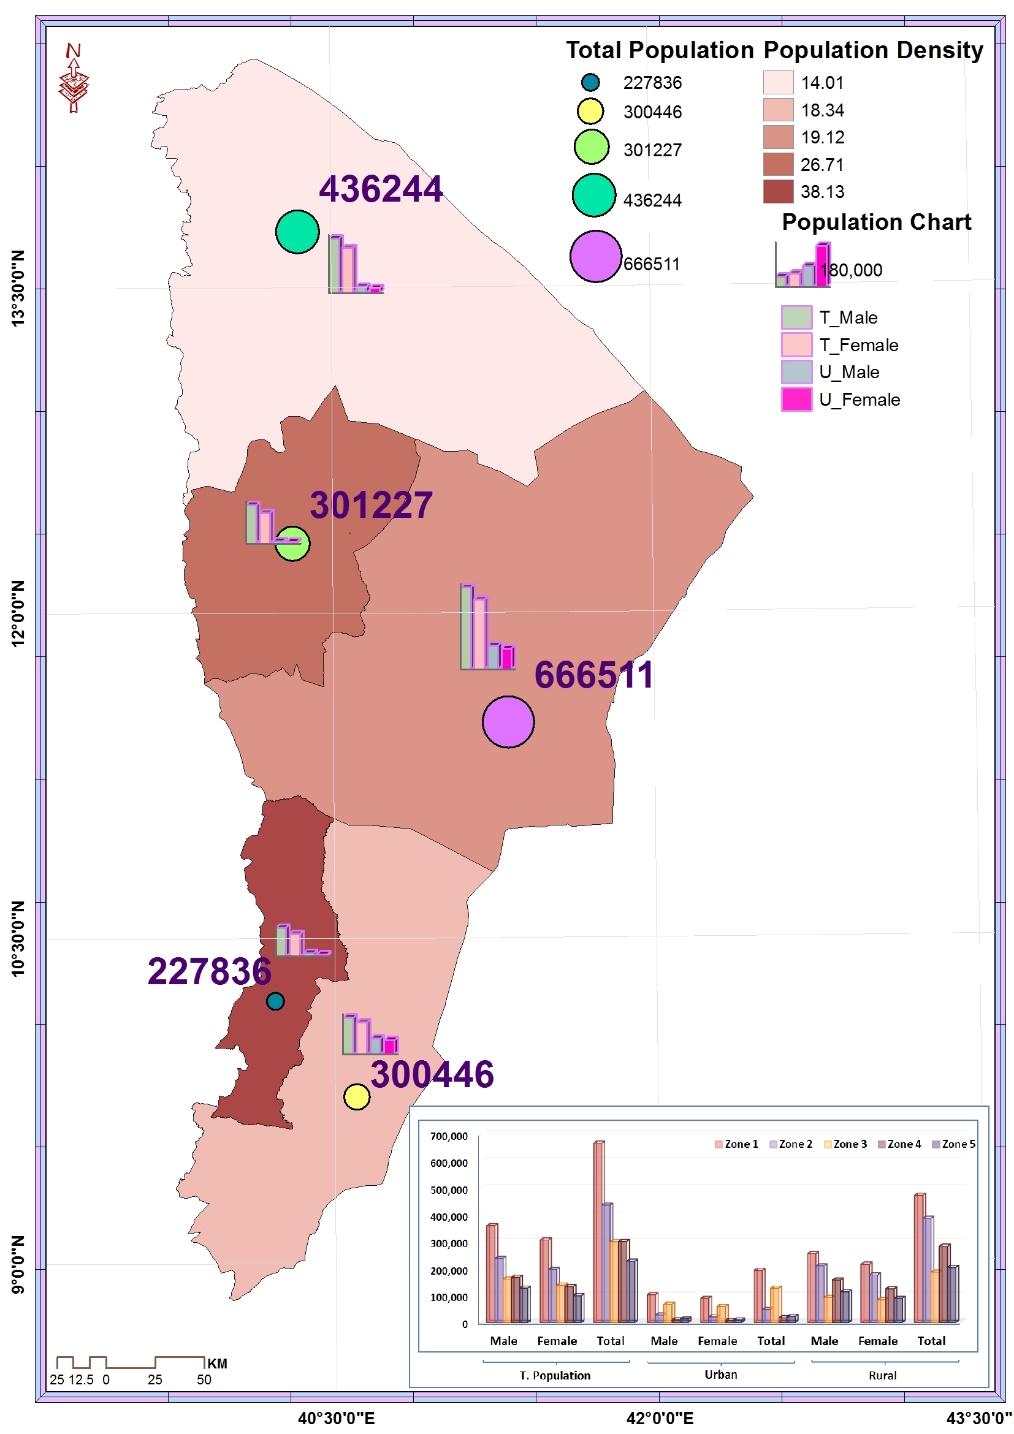 N
Total Population
227836
300446
301227
436244
666511
Population Density
14.01
18.34
19.12
26.71
38.13
Population Chart
180,000
T_Male
T_Female
U_Male
U_Female
436244
301227
666511
227836
300446
13°30'0"N
12°0'0"N
10°30'0"N
9°0'0"N
700,000
600,000
500,000
400,000
300,000
200,000
100,000
0
Zone 1 Zone 2 Zone 3 Zone 4 Zone 5
Male Female Total Male Female Total Male Female Total
T. Population Urban Rural
KM
25 12.5 0 25 50
40°30'0"E 42°0'0"E 43°30'0"